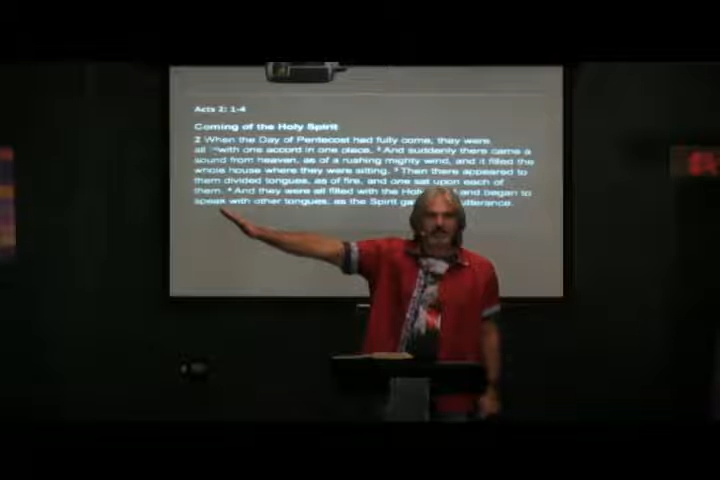 Acts 2: 1-4
Coming of the Holy Spirit
2 When the Day of Pentecost had fully come, they were
all with one accord in one place. And suddenly there came a
sound from heaven, as of a rushing mighty wind, and it filled the
whole house where they were sitting. Then there appeared to
them divided tongues, as of fire, and one sat upon each of
them. And they were all filled with the Holy and began to
speak with other tongues, as the Spirit ga utterance.